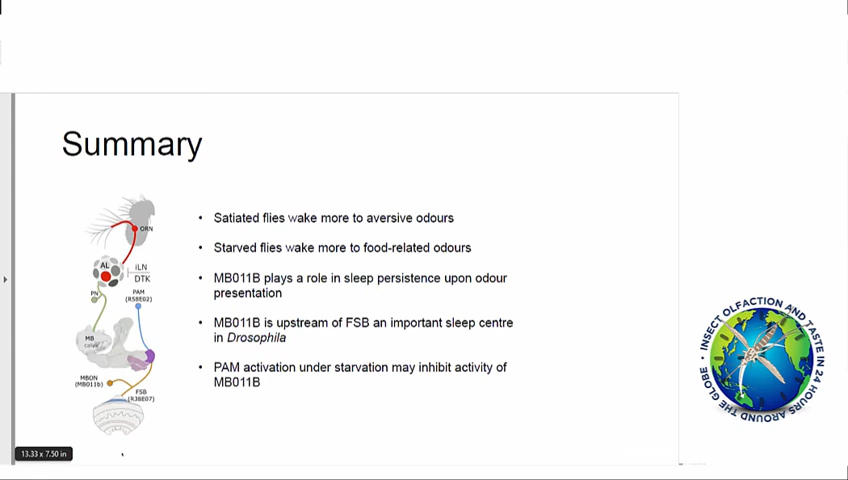 Summary
ORN
AL
iLN
DTK
PN
PAM
(R58E02)
MB
MBON
(MB011b)
FSB
• Satiated flies wake more to aversive odours
• Starved flies wake more to food-related odours
• MB011B plays a role in sleep persistence upon odour
presentation
• MB011B is upstream of FSB an important sleep centre
in Drosophila
• PAM activation under starvation may inhibit activity of
MB011B
13.33 x 7.50 in
• INSECT OLFACTION AND TASTE IN 24 HOURS AROUND THE GLOBE